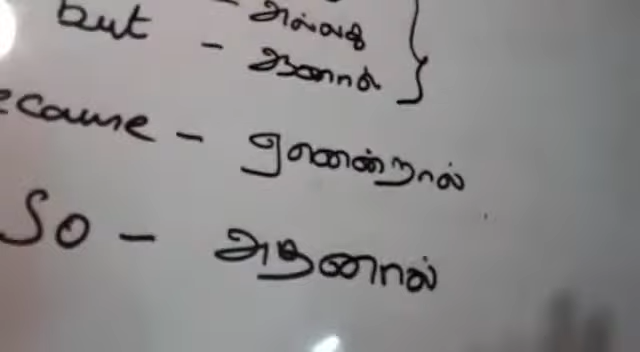 - அல்லது
but - ஆனால்
ecause - ஏனென்றால்
So - அதனால்